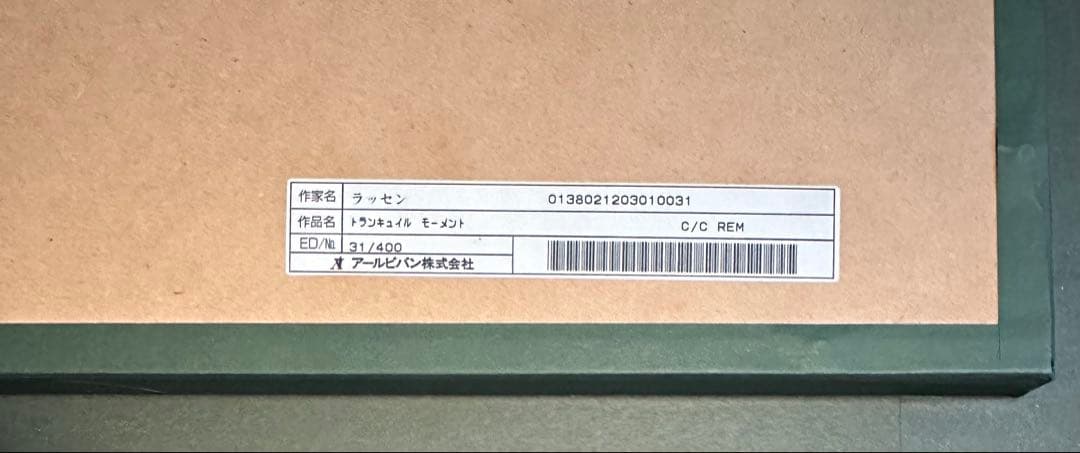 作家名 ラッセン 0138021203010031
作品名 トランキュイル モーメント C/C REM
ED/№ 31/400
アールビバン株式会社